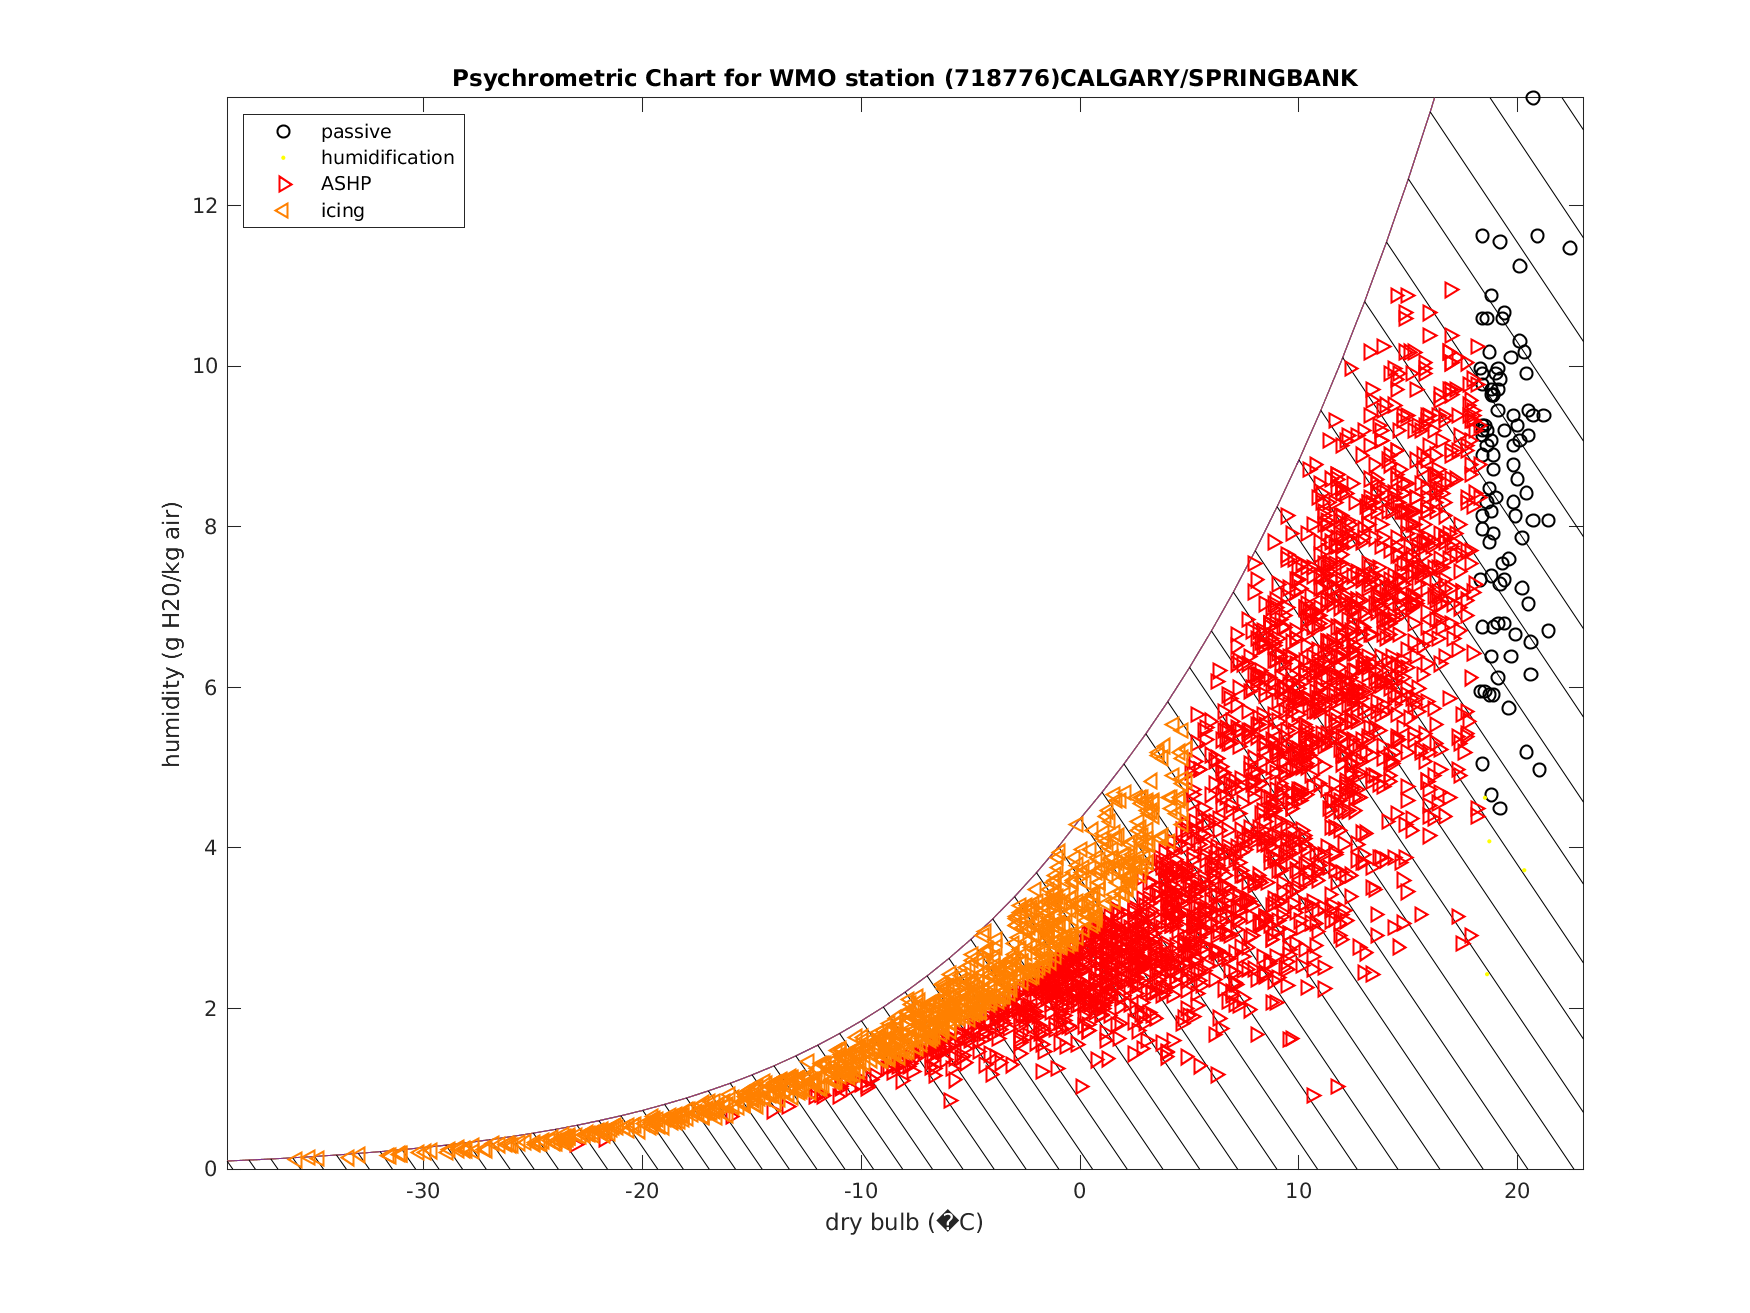 Psychrometric Chart for WMO station (718776)CALGARY/SPRINGBANK
passive
humidification
ASHP
icing
humidity (g H20/kg air)
12
10
8
6
4
2
0
-30 -20 -10 0 10 20
dry bulb (�C)